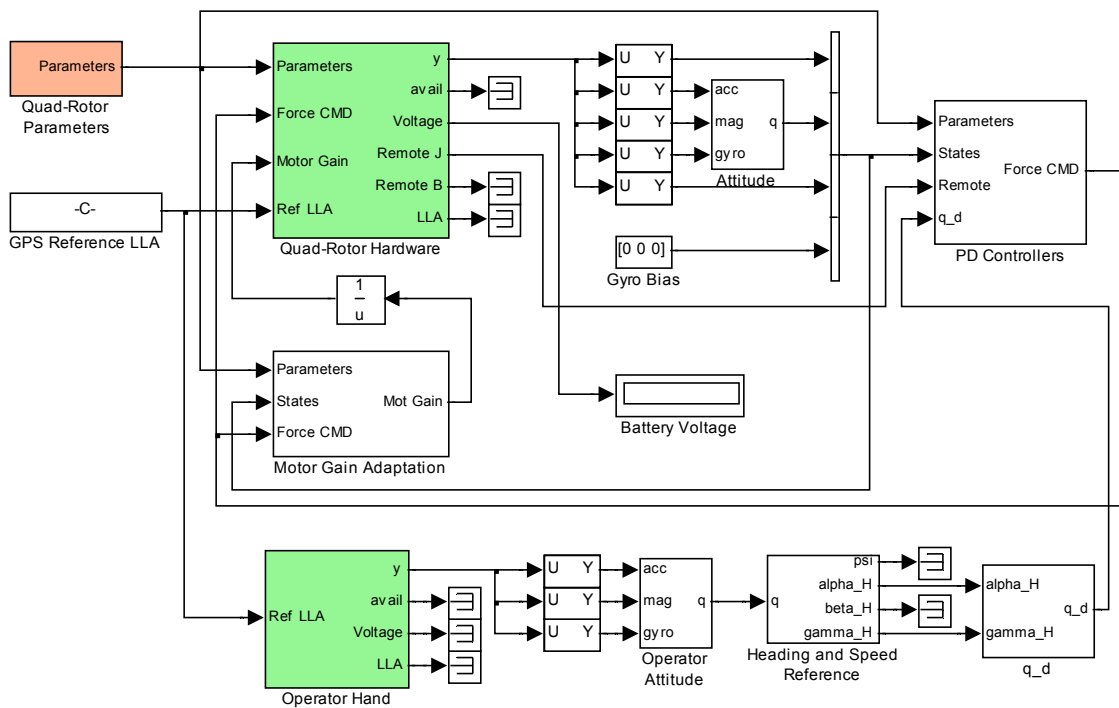 Parameters
Quad-Rotor
Parameters
-C-
GPS Reference LLA
Parameters
Force CMD
Motor Gain
Ref LLA
y
avail
Voltage
Remote J
Remote B
LLA
Quad-Rotor Hardware
U Y
U Y
U Y
U Y
U Y
acc
mag
gyro
q
Attitude
[0 0 0]
Gyro Bias
Parameters
States
Remote
q_d
Force CMD
PD Controllers
1
u
Parameters
States
Force CMD
Mot Gain
Motor Gain Adaptation
Battery Voltage
Ref LLA
y
avail
Voltage
LLA
Operator Hand
U Y
U Y
U Y
acc
mag
gyro
q
Operator
Attitude
q
psi
alpha_H
beta_H
gamma_H
Heading and Speed
Reference
alpha_H
gamma_H
q_d
q_d